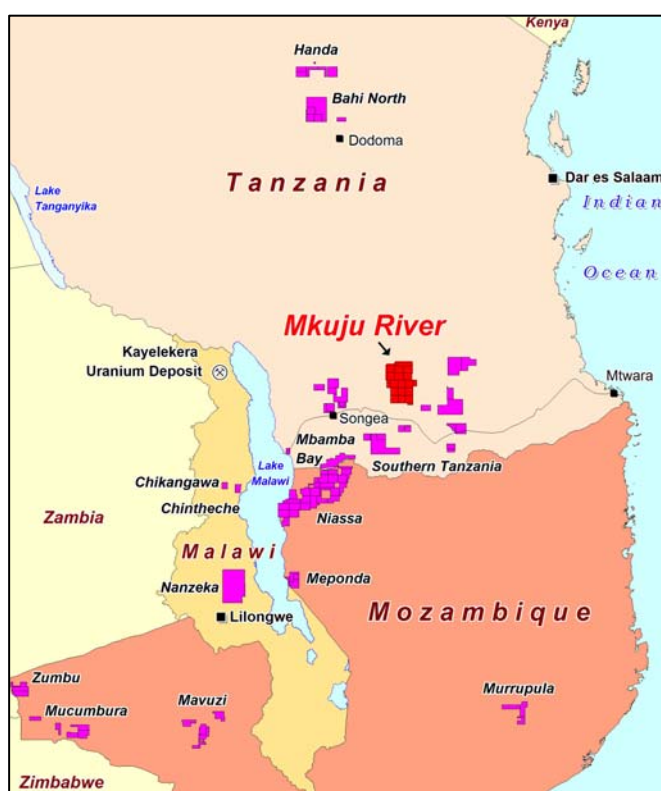 Kenya
Handa
Bahi North
Dodoma
Tanzania
Dar es Salaam
Lake
Tanganyika
Indian
Ocean
Mkuju River
Kayelekera
Uranium Deposit
Mtwara
Songea
Mbamba
Bay
Southern Tanzania
Lake
Malawi
Chikangawa
Chintheche
Niassa
Zambia
Malawi
Nanzeka
Meponda
Mozambique
Lilongwe
Zumbu
Mucumbura
Mavuzi
Murrupula
Zimbabwe